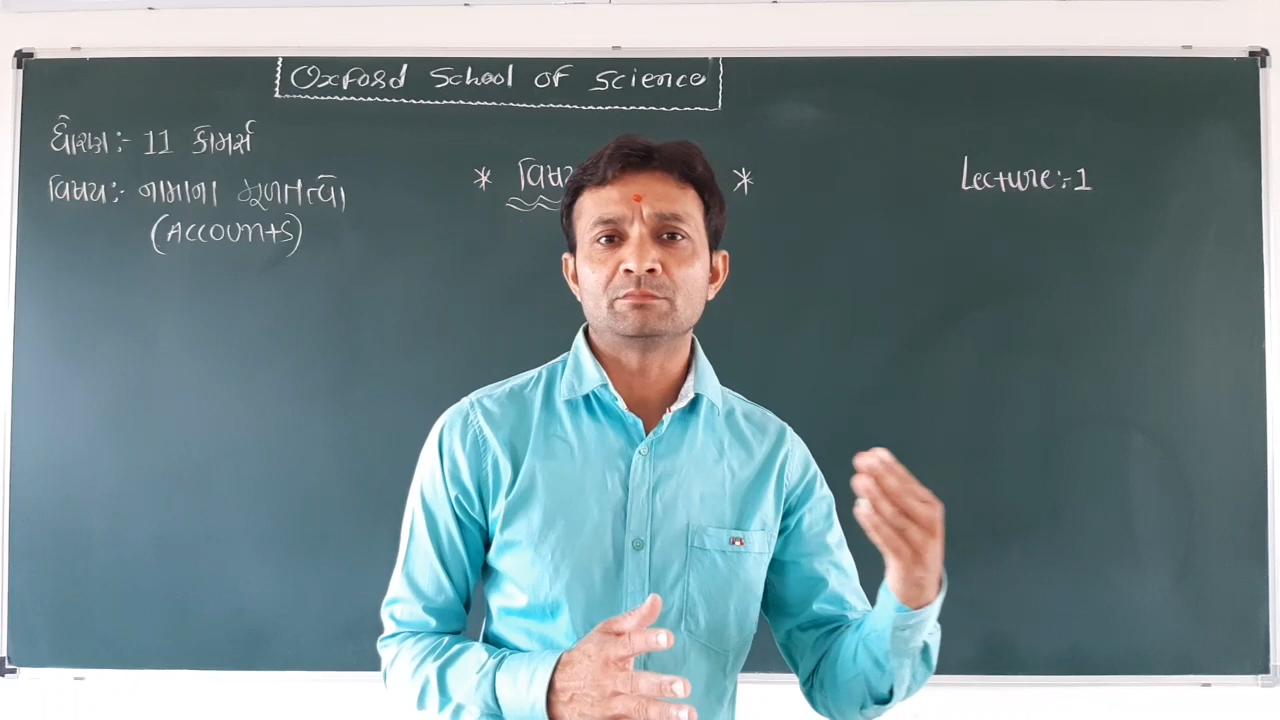 Oxford School of Science
ધોરણ :- 11 કોમર્સ
વિષય :- નામાના મૂળતત્વો
(Accounts)
* *
Lecture :- 1